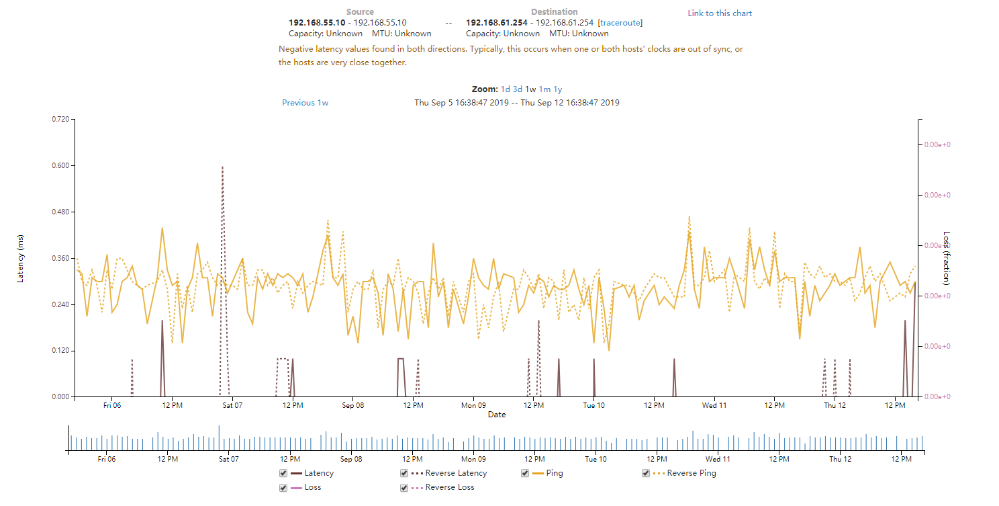 Source Destination Link to this chart
192.168.55.10 - 192.168.55.10 -- 192.168.61.254 - 192.168.61.254 [traceroute]
Capacity: Unknown MTU: Unknown Capacity: Unknown MTU: Unknown
Negative latency values found in both directions. Typically, this occurs when one or both hosts' clocks are out of sync, or
the hosts are very close together.
Zoom: 1d 3d 1w 1m 1y
Previous 1w Thu Sep 5 16:38:47 2019 -- Thu Sep 12 16:38:47 2019
Latency (ms)
0.720
0.600
0.480
0.360
0.240
0.120
0.000
0.00e+0
0.00e+0
0.00e+0
0.00e+0
0.00e+0
0.00e+0
Loss (fraction)
Fri 06 12 PM Sat 07 12 PM Sep 08 12 PM Mon 09 12 PM Tue 10 12 PM Wed 11 12 PM Thu 12 12 PM
Date
Fri 06 12 PM Sat 07 12 PM Sep 08 12 PM Mon 09 12 PM Tue 10 12 PM Wed 11 12 PM Thu 12 12 PM
Latency Reverse Latency Ping Reverse Ping
Loss Reverse Loss